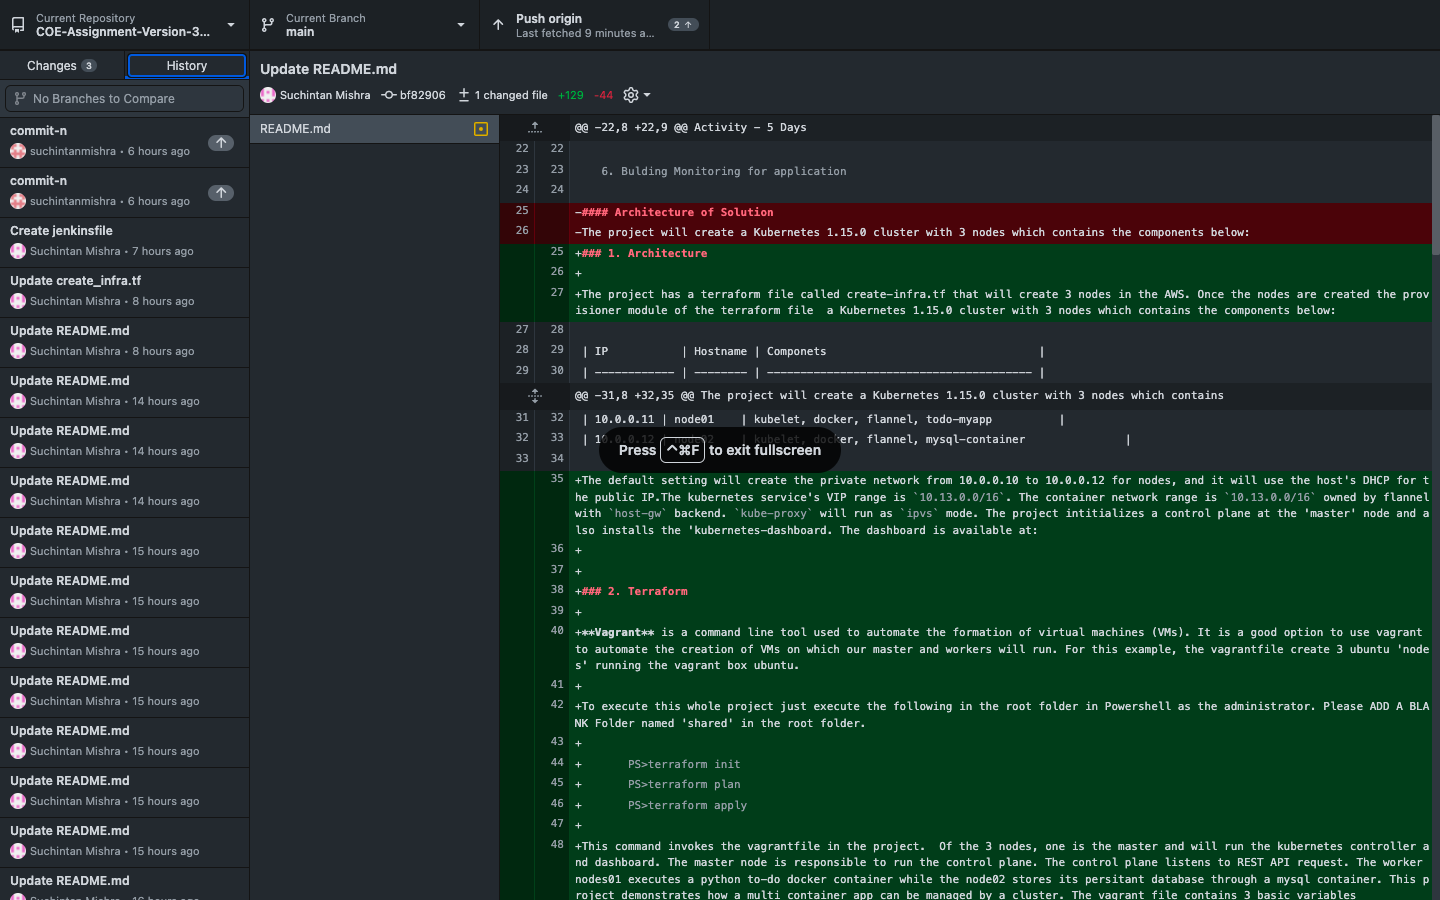 Current Repository
COE-Assignment-Version-3...
Current Branch
main
Push origin
Last fetched 9 minutes a...
2
Changes 3
History
No Branches to Compare
commit-n
suchintanmishra • 6 hours ago
commit-n
suchintanmishra • 6 hours ago
Create jenkinsfile
Suchintan Mishra • 7 hours ago
Update create_infra.tf
Suchintan Mishra • 8 hours ago
Update README.md
Suchintan Mishra • 8 hours ago
Update README.md
Suchintan Mishra • 14 hours ago
Update README.md
Suchintan Mishra • 14 hours ago
Update README.md
Suchintan Mishra • 14 hours ago
Update README.md
Suchintan Mishra • 15 hours ago
Update README.md
Suchintan Mishra • 15 hours ago
Update README.md
Suchintan Mishra • 15 hours ago
Update README.md
Suchintan Mishra • 15 hours ago
Update README.md
Suchintan Mishra • 15 hours ago
Update README.md
Suchintan Mishra • 15 hours ago
Update README.md
Suchintan Mishra • 15 hours ago
Update README.md
Update README.md
Suchintan Mishra bf82906 1 changed file +129 -44
README.md
@@ -22,8 +22,9 @@ Activity - 5 Days
22 22
23 23 6. Bulding Monitoring for application
24 24
25 -#### Architecture of Solution
26 -The project will create a Kubernetes 1.15.0 cluster with 3 nodes which contains the components below:
25 +### 1. Architecture
26 +
27 +The project has a terraform file called create-infra.tf that will create 3 nodes in the AWS. Once the nodes are created the prov
isioner module of the terraform file  a Kubernetes 1.15.0 cluster with 3 nodes which contains the components below:
27 28
28 29 | IP | Hostname | Componets |
29 30 | ------------ | -------- | ---------------------------------------- |
@@ -31,8 +32,35 @@ The project will create a Kubernetes 1.15.0 cluster with 3 nodes which contains
31 32 | 10.0.0.11 | node01 | kubelet, docker, flannel, todo-myapp |
32 33 | 10.0.0.12 | node02 | kubelet, docker, flannel, mysql-container |
33 34
Press ^⌘F to exit fullscreen
35 +The default setting will create the private network from 10.0.0.10 to 10.0.0.12 for nodes, and it will use the host's DHCP for t
he public IP.The kubernetes service's VIP range is `10.13.0.0/16`. The container network range is `10.13.0.0/16` owned by flannel
with `host-gw` backend. `kube-proxy` will run as `ipvs` mode. The project intitializes a control plane at the 'master' node and a
lso installs the 'kubernetes-dashboard. The dashboard is available at:
36 +
37 +
38 +### 2. Terraform
39 +
40 +**Vagrant** is a command line tool used to automate the formation of virtual machines (VMs). It is a good option to use vagrant
to automate the creation of VMs on which our master and workers will run. For this example, the vagrantfile create 3 ubuntu 'node
s' running the vagrant box ubuntu.
41 +
42 +To execute this whole project just execute the following in the root folder in Powershell as the administrator. Please ADD A BLA
NK Folder named 'shared' in the root folder.
43 +
44 + PS>terraform init
45 + PS>terraform plan
46 + PS>terraform apply
47 +
48 +This command invokes the vagrantfile in the project.  Of the 3 nodes, one is the master and will run the kubernetes controller a
nd dashboard. The master node is responsible to run the control plane. The control plane listens to REST API request. The worker
nodes01 executes a python to-do docker container while the node02 stores its persitant database through a mysql container. This p
roject demonstrates how a multi container app can be managed by a cluster. The vagrant file contains 3 basic variables